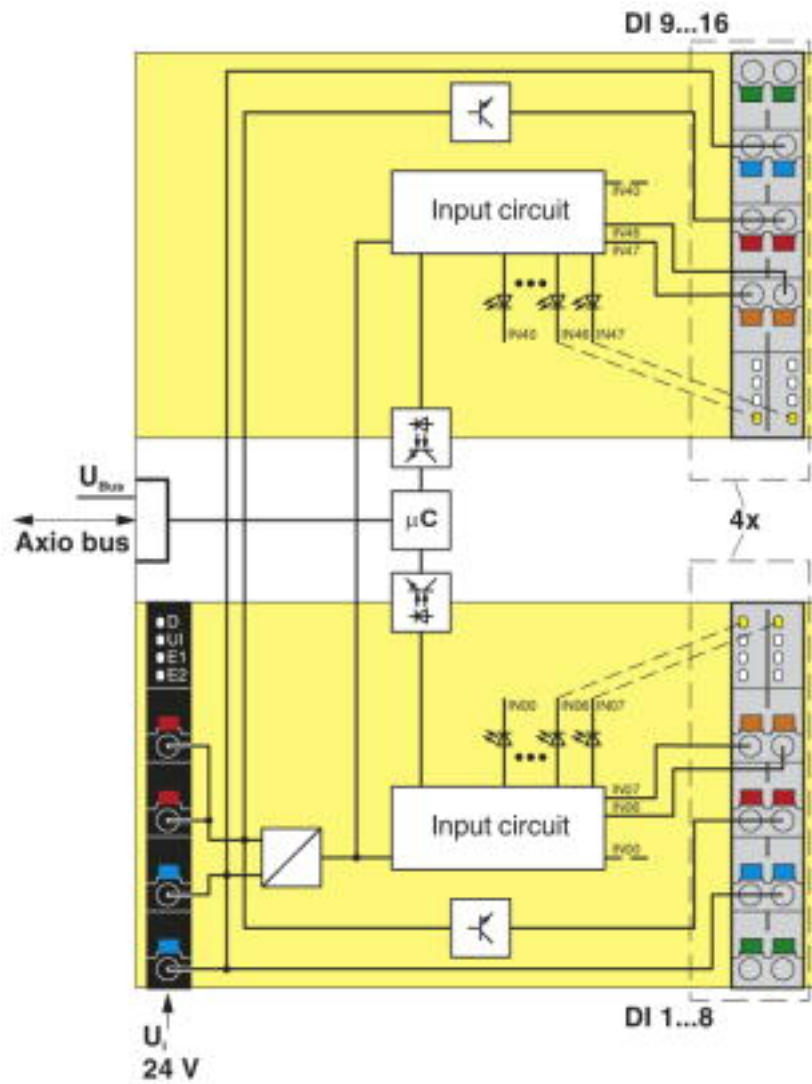 DI 9...16
Input circuit
IN40
IN46
IN47
IN40
IN46
IN47
U Bus
Axio bus
µC
4x
D
UI
E1
E2
IN00
IN06
IN07
IN07
IN06
IN00
Input circuit
DI 1...8
Ui
24 V